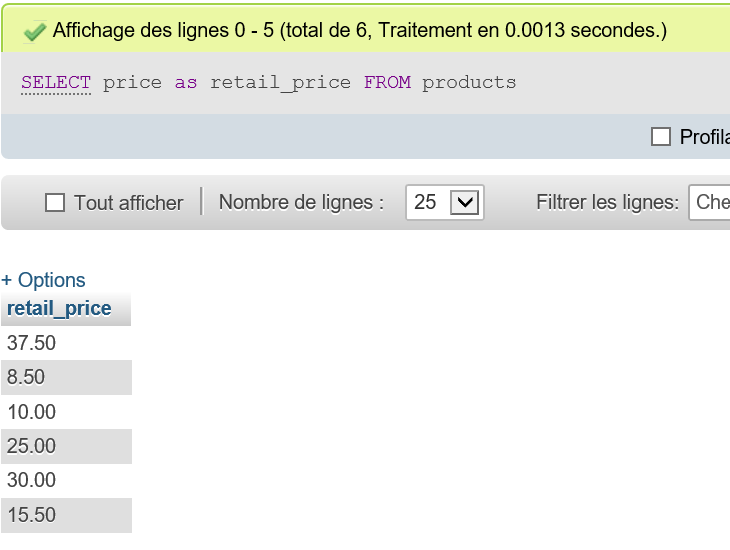 Affichage des lignes 0 - 5 (total de 6, Traitement en 0.0013 secondes.)
SELECT price as retail_price FROM products
Tout afficher Nombre de lignes : 25 Filtrer les lignes:
+ Options
retail_price
37.50
8.50
10.00
25.00
30.00
15.50